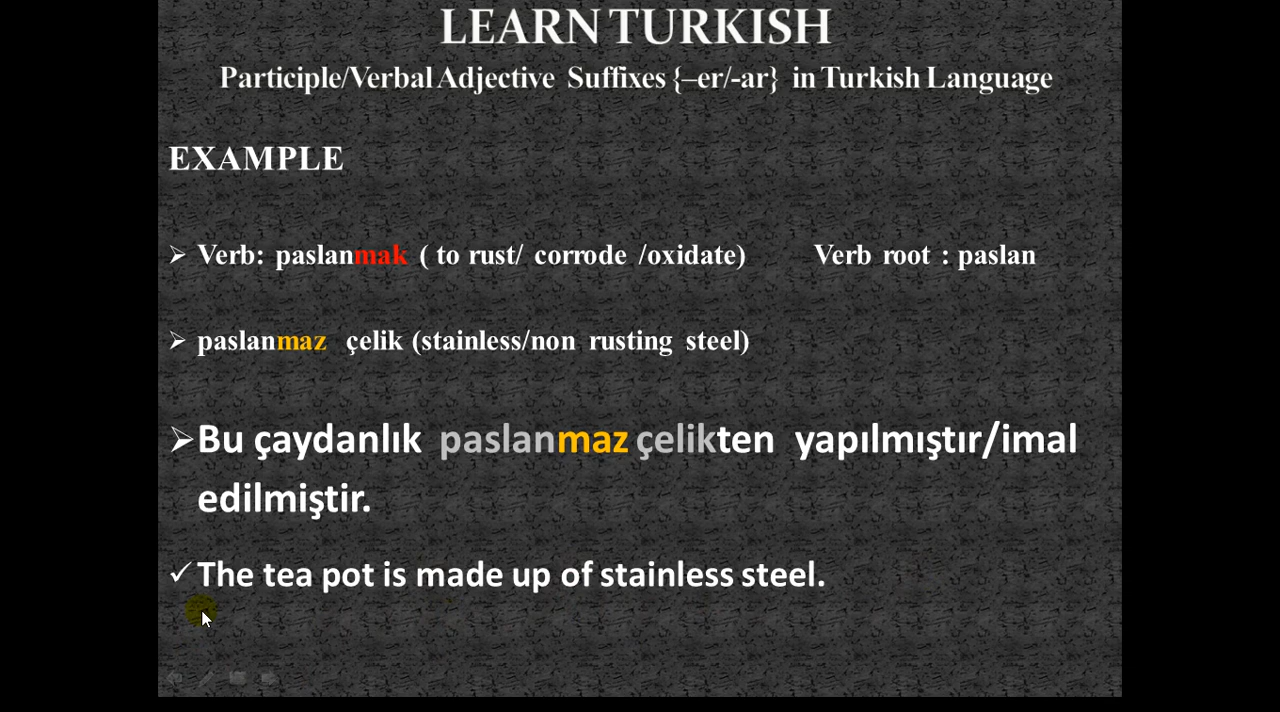 LEARN TURKISH
Participle/Verbal Adjective Suffixes {–er/-ar} in Turkish Language
EXAMPLE
➢ Verb: paslanmak ( to rust/ corrode /oxidate) Verb root : paslan
➢ paslanmaz çelik (stainless/non rusting steel)
➢ Bu çaydanlık paslanmaz çelikten yapılmıştır/imal
edilmiştir.
✓ The tea pot is made up of stainless steel.